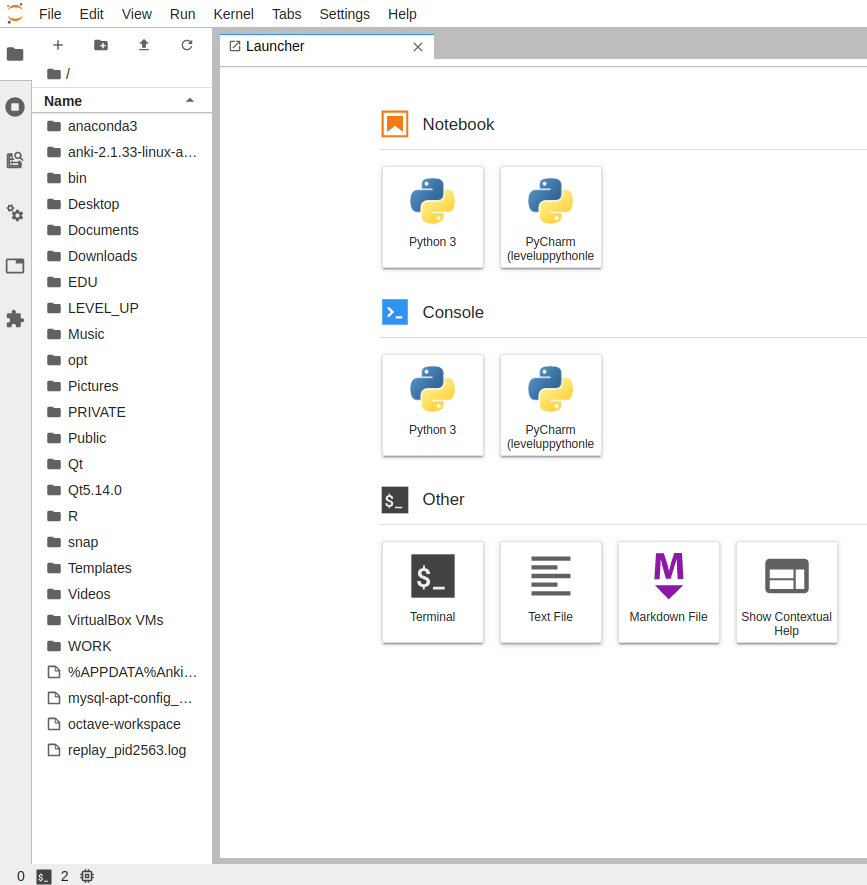 File Edit View Run Kernel Tabs Settings Help
Launcher
/
Name
anaconda3
anki-2.1.33-linux-a...
bin
Desktop
Documents
Downloads
EDU
LEVEL_UP
Music
opt
Pictures
PRIVATE
Public
Qt
Qt5.14.0
R
snap
Templates
Videos
VirtualBox VMs
WORK
%APPDATA%Anki...
mysql-apt-config_...
octave-workspace
replay_pid2563.log
Notebook
Python 3
PyCharm
(leveluppythonle
Console
Python 3
PyCharm
(leveluppythonle
$_
Other
$_
Terminal
Text File
M
Markdown File
Show Contextual
Help
0 $_ 2